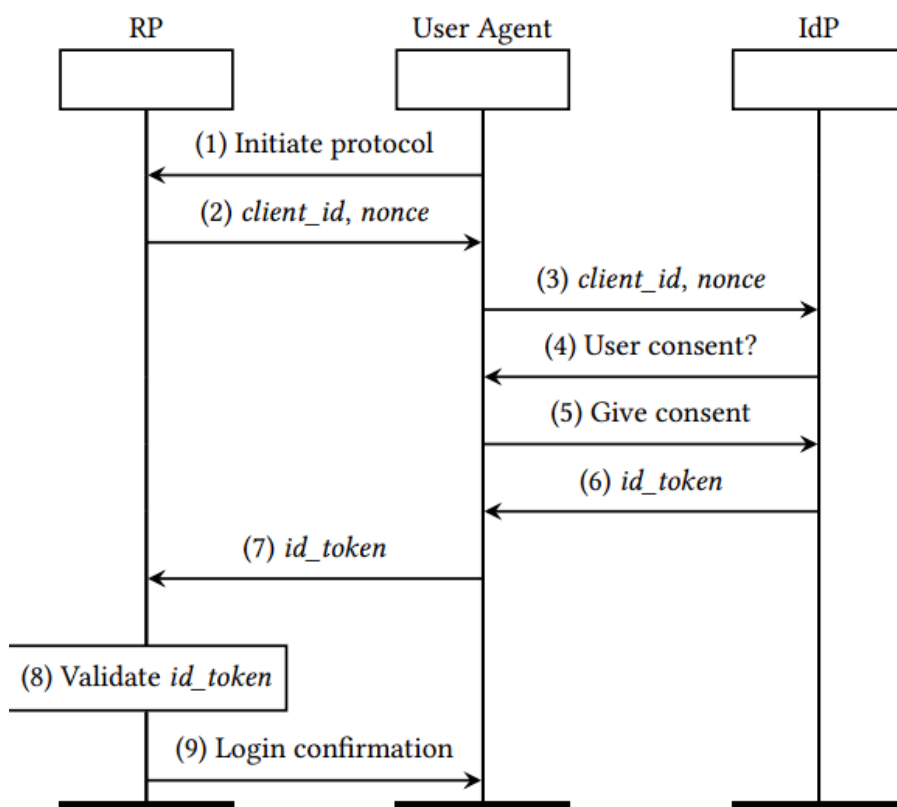 RP User Agent IdP
(1) Initiate protocol
(2) client_id, nonce
(3) client_id, nonce
(4) User consent?
(5) Give consent
(6) id_token
(7) id_token
(8) Validate id_token
(9) Login confirmation